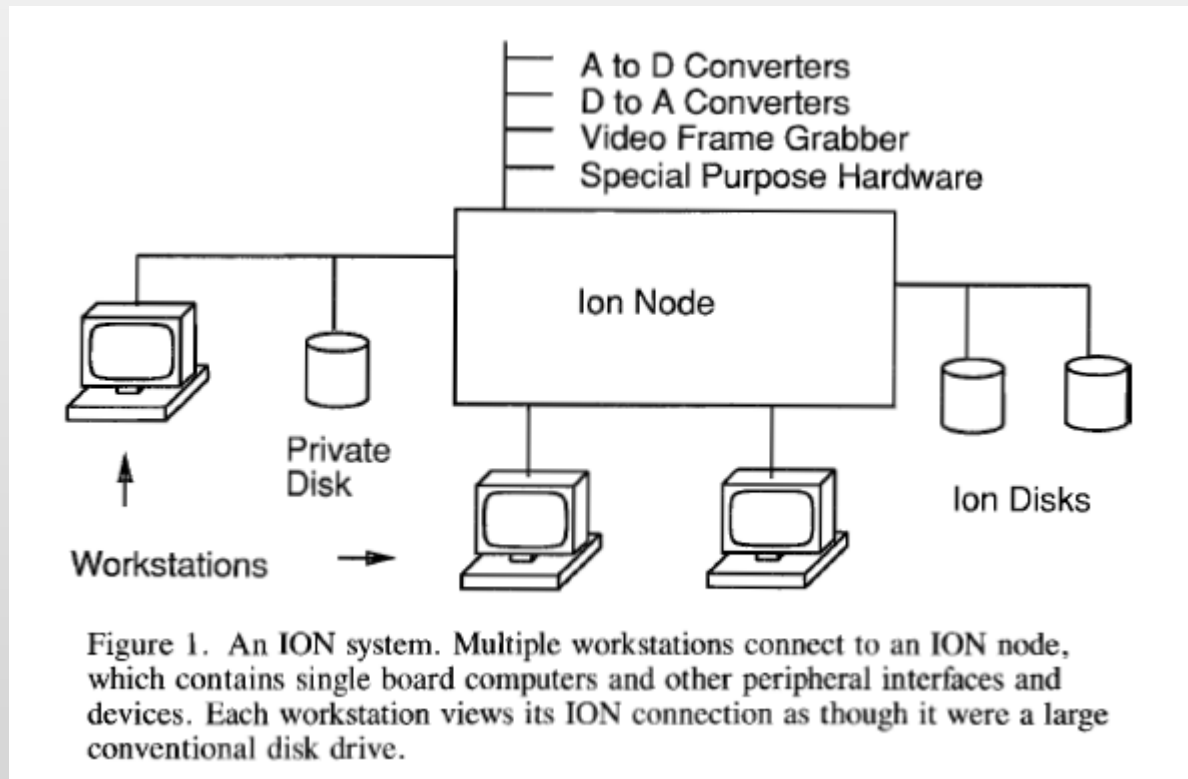 A to D Converters
D to A Converters
Video Frame Grabber
Special Purpose Hardware
Ion Node
Private
Disk
Ion Disks
Workstations
Figure 1. An ION system. Multiple workstations connect to an ION node,
which contains single board computers and other peripheral interfaces and
devices. Each workstation views its ION connection as though it were a large
conventional disk drive.